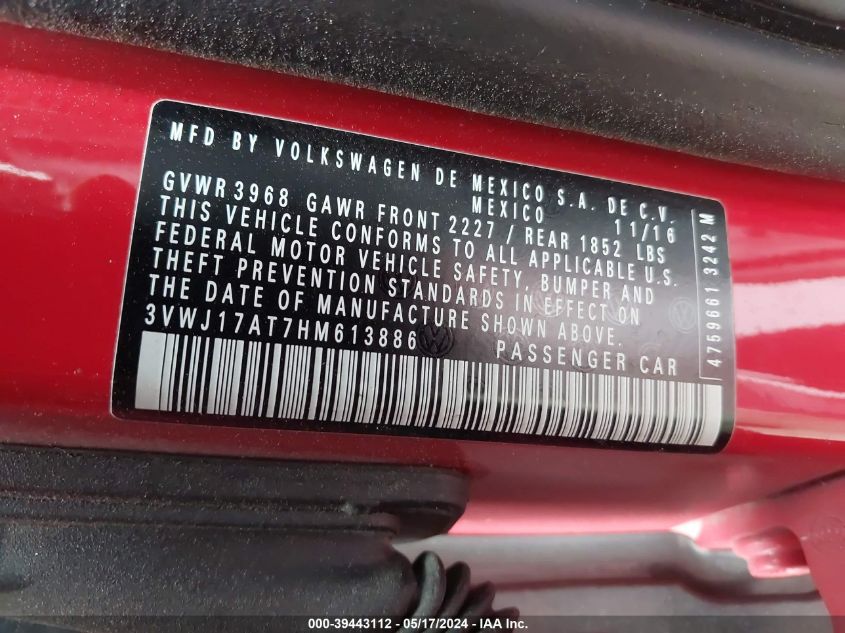 MFD BY VOLKSWAGEN DE MEXICO S.A. DE C.V.
MEXICO 11/16
GVWR 3968 GAWR FRONT 2227 / REAR 1852 LBS
THIS VEHICLE CONFORMS TO ALL APPLICABLE U.S.
FEDERAL MOTOR VEHICLE SAFETY, BUMPER AND
THEFT PREVENTION STANDARDS IN EFFECT ON
THE DATE OF MANUFACTURE SHOWN ABOVE.
3VWJ17AT7HM613886 PASSENGER CAR
4759661 3242 M
000-39443112 - 05/17/2024 - IAA Inc.